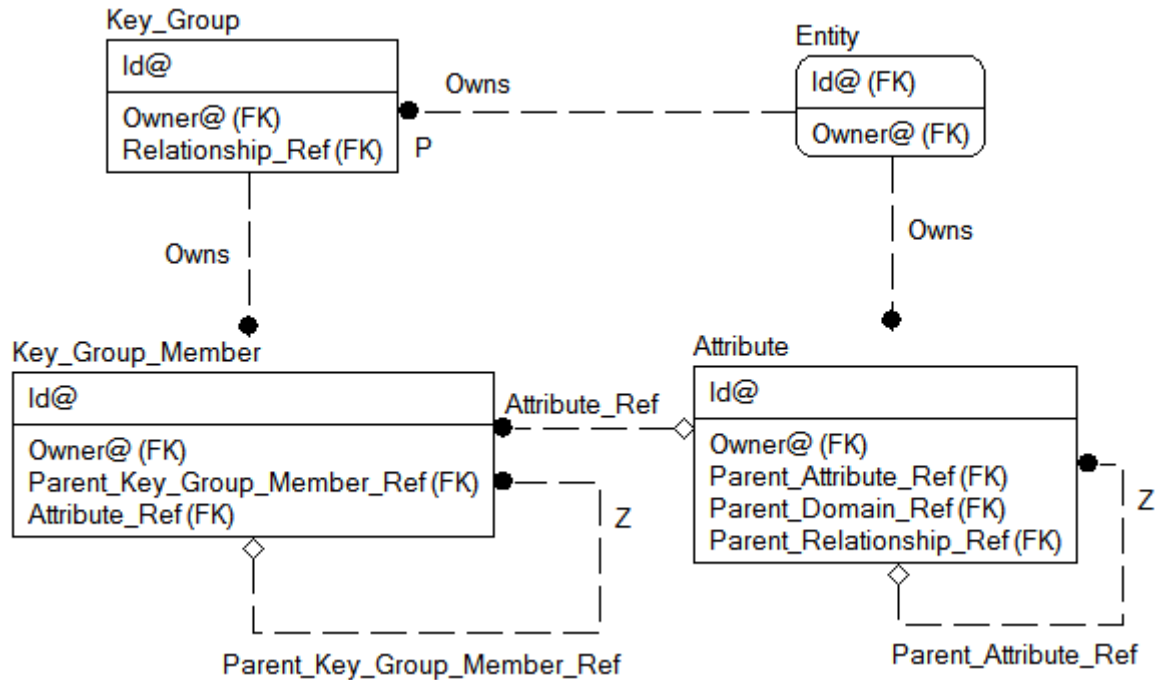 Key_Group
Id@
Owner@ (FK)
Relationship_Ref (FK)
Owns
P
Entity
Id@ (FK)
Owner@ (FK)
Owns
Owns
Key_Group_Member
Id@
Owner@ (FK)
Parent_Key_Group_Member_Ref (FK)
Attribute_Ref (FK)
Z
Parent_Key_Group_Member_Ref
Attribute_Ref
Attribute
Id@
Owner@ (FK)
Parent_Attribute_Ref (FK)
Parent_Domain_Ref (FK)
Parent_Relationship_Ref (FK)
Z
Parent_Attribute_Ref